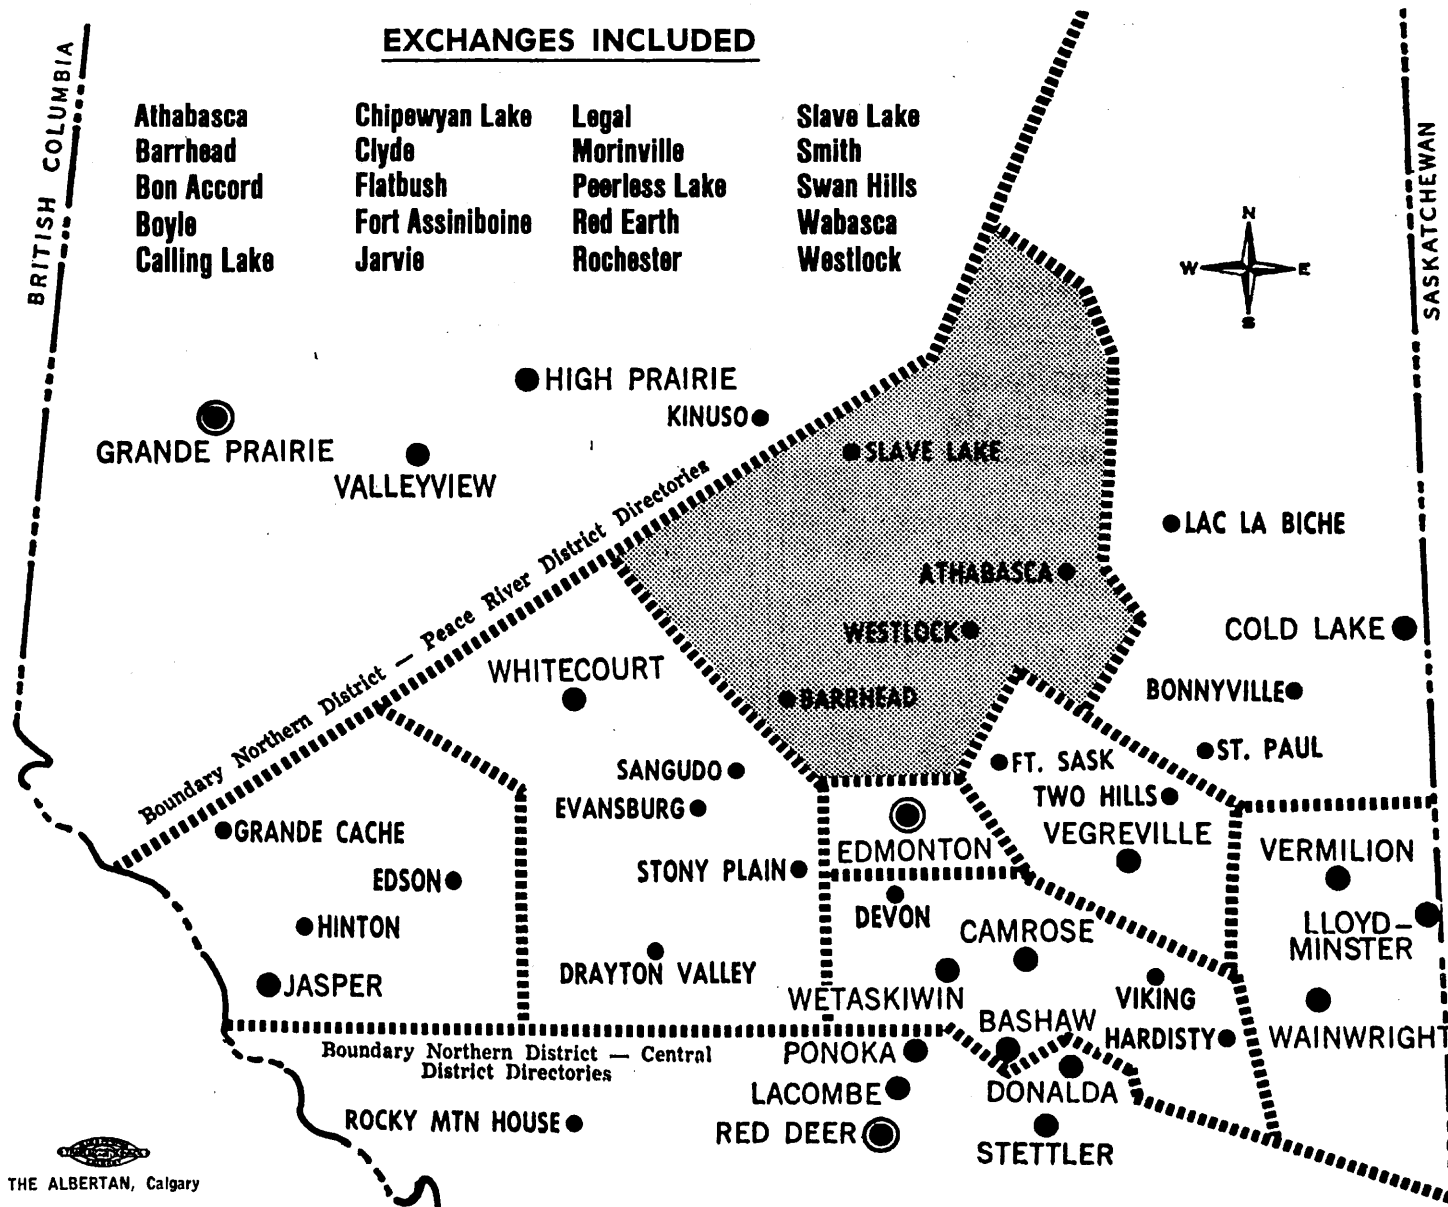 EXCHANGES INCLUDED
Athabasca Chipewyan Lake Legal Slave Lake
Barrhead Clyde Morinville Smith
Bon Accord Flatbush Peerless Lake Swan Hills
Boyle Fort Assiniboine Red Earth Wabasca
Calling Lake Jarvie Rochester Westlock
BRITISH COLUMBIA
SASKATCHEWAN
N
W E
S
HIGH PRAIRIE
KINUSO
GRANDE PRAIRIE
VALLEYVIEW
SLAVE LAKE
Boundary Northern District — Peace River District Directories
LAC LA BICHE
ATHABASCA
WESTLOCK
COLD LAKE
WHITECOURT
BARRHEAD
BONNYVILLE
ST. PAUL
SANGUDO
FT. SASK
EVANSBURG
TWO HILLS
GRANDE CACHE
EDMONTON
VEGREVILLE
VERMILION
EDSON
STONY PLAIN
DEVON
HINTON
CAMROSE
LLOYD-
MINSTER
DRAYTON VALLEY
JASPER
WETASKIWIN
VIKING
BASHAW
HARDISTY
WAINWRIGHT
Boundary Northern District — Central
District Directories
PONOKA
LACOMBE
DONALDA
ROCKY MTN HOUSE
RED DEER
STETTLER
THE ALBERTAN, Calgary